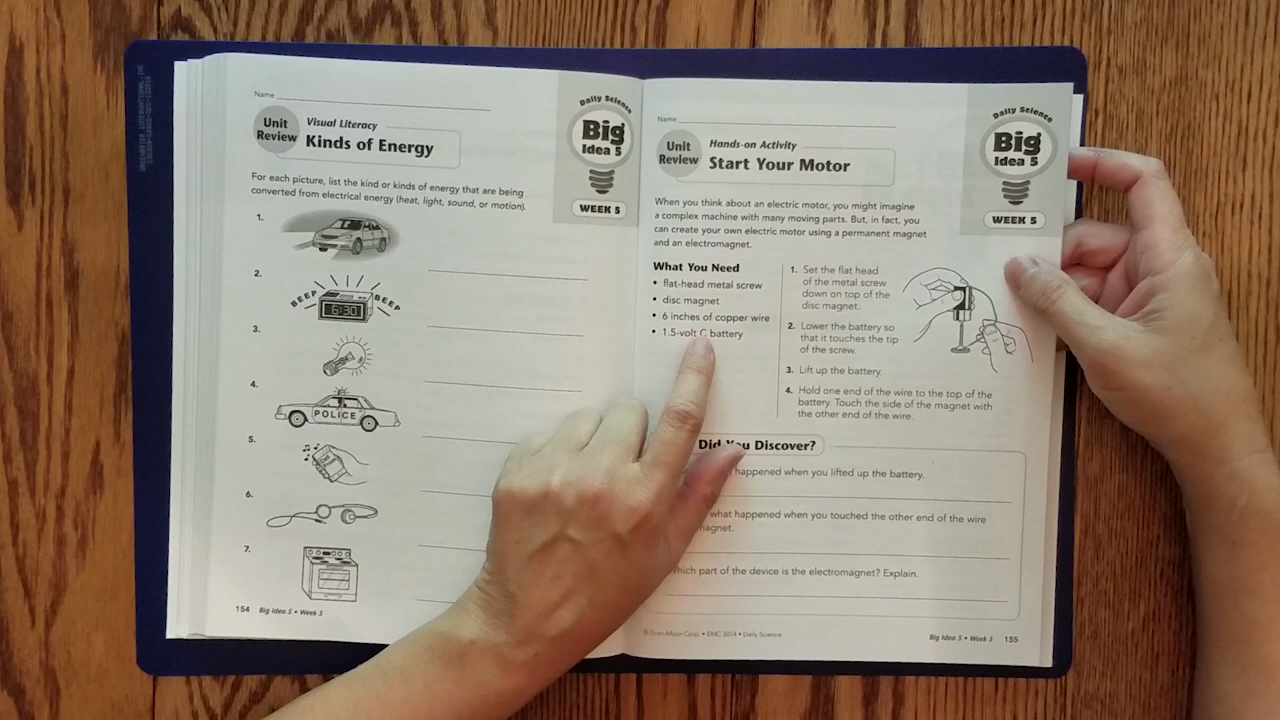 Name
Unit
Review
Visual Literacy
Kinds of Energy
Daily Science
Big
Idea 5
WEEK 5
For each picture, list the kind or kinds of energy that are being
converted from electrical energy (heat, light, sound, or motion).
1.
2.
BEEP BEEP
6:30
3.
4.
POLICE
5.
6.
7.
154 Big Idea 5 • Week 5
Name
Unit
Review
Hands-on Activity
Start Your Motor
Daily Science
Big
Idea 5
WEEK 5
When you think about an electric motor, you might imagine
a complex machine with many moving parts. But, in fact, you
can create your own electric motor using a permanent magnet
and an electromagnet.
What You Need
• flat-head metal screw
• disc magnet
• 6 inches of copper wire
• 1.5-volt C battery
1. Set the flat head
of the metal screw
down on top of the
disc magnet.
2. Lower the battery so
that it touches the tip
of the screw.
3. Lift up the battery.
4. Hold one end of the wire to the top of the
battery. Touch the side of the magnet with
the other end of the wire.
Did You Discover?
happened when you lifted up the battery.
what happened when you touched the other end of the wire
magnet.
Which part of the device is the electromagnet? Explain.
© Evan-Moor Corp. • EMC 5014 • Daily Science
Big Idea 5 • Week 5 155